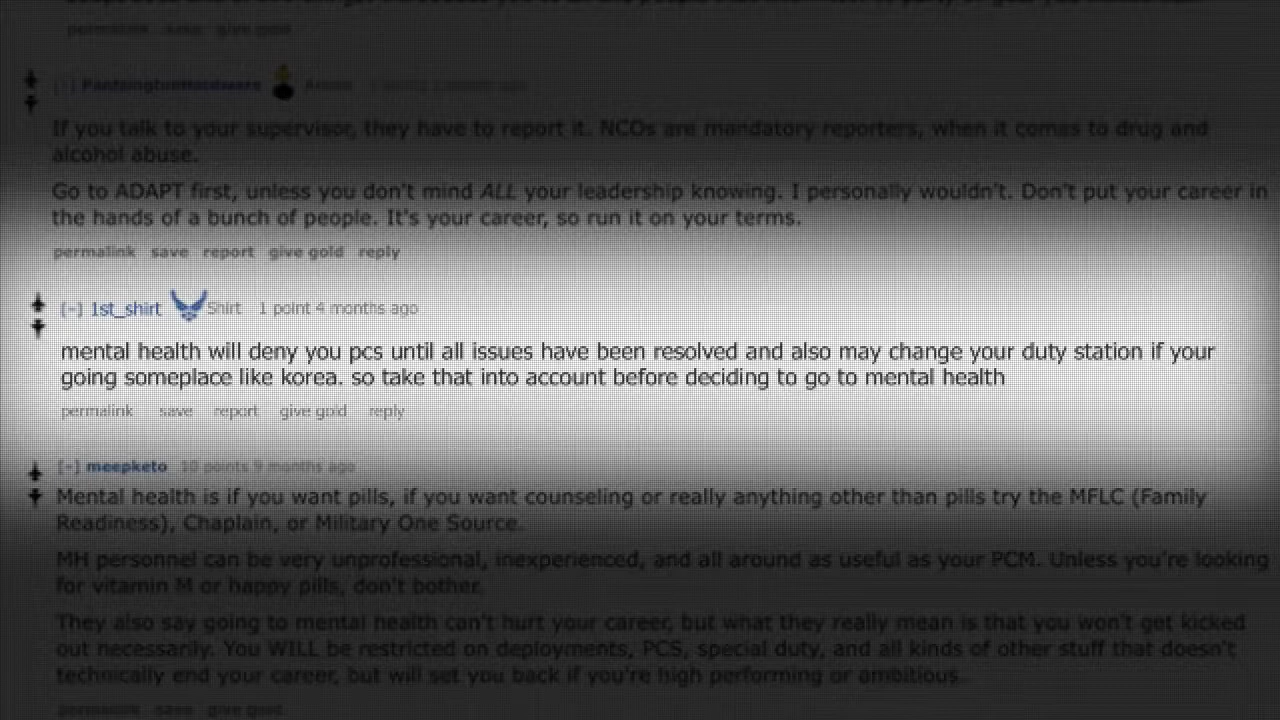 permalink save give gold
If you talk to your supervisor, they have to report it. NCOs are mandatory reporters, when it comes to drug and
alcohol abuse.
Go to ADAPT first, unless you don't mind ALL your leadership knowing. I personally wouldn't. Don't put your career in
the hands of a bunch of people. It's your career, so run it on your terms.
permalink save report give gold reply
[-] 1st_shirt Shirt 1 point 4 months ago
mental health will deny you pcs until all issues have been resolved and also may change your duty station if your
going someplace like korea. so take that into account before deciding to go to mental health
permalink save report give gold reply
[-] meepketo 10 points 9 months ago
Mental health is if you want pills, if you want counseling or really anything other than pills try the MFLC (Family
Readiness), Chaplain, or Military One Source.
MH personnel can be very unprofessional, inexperienced, and all around as useful as your PCM. Unless you're looking
for vitamin M or happy pills, don't bother.
They also say going to mental health can't hurt your career, but what they really mean is that you won't get kicked
out necessarily. You WILL be restricted on deployments, PCS, special duty, and all kinds of other stuff that doesn't
technically end your career, but will set you back if you're high performing or ambitious.
permalink save give gold